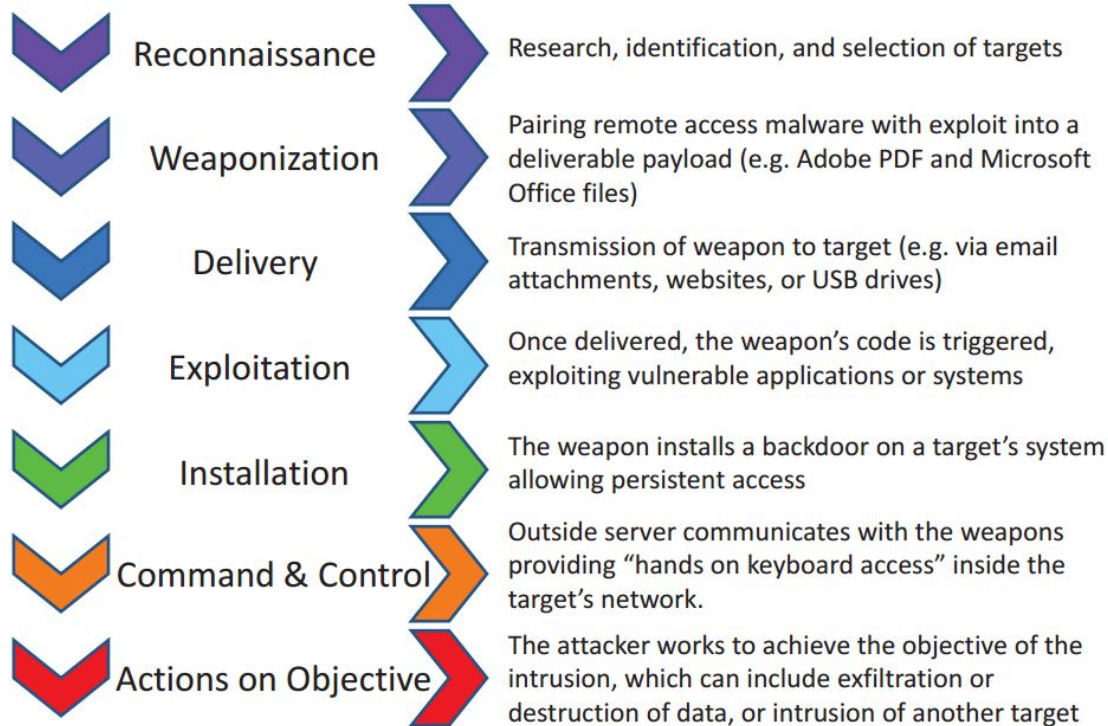 Reconnaissance
Research, identification, and selection of targets
Weaponization
Pairing remote access malware with exploit into a
deliverable payload (e.g. Adobe PDF and Microsoft
Office files)
Delivery
Transmission of weapon to target (e.g. via email
attachments, websites, or USB drives)
Exploitation
Once delivered, the weapon’s code is triggered,
exploiting vulnerable applications or systems
Installation
The weapon installs a backdoor on a target’s system
allowing persistent access
Command & Control
Outside server communicates with the weapons
providing “hands on keyboard access” inside the
target’s network.
Actions on Objective
The attacker works to achieve the objective of the
intrusion, which can include exfiltration or
destruction of data, or intrusion of another target